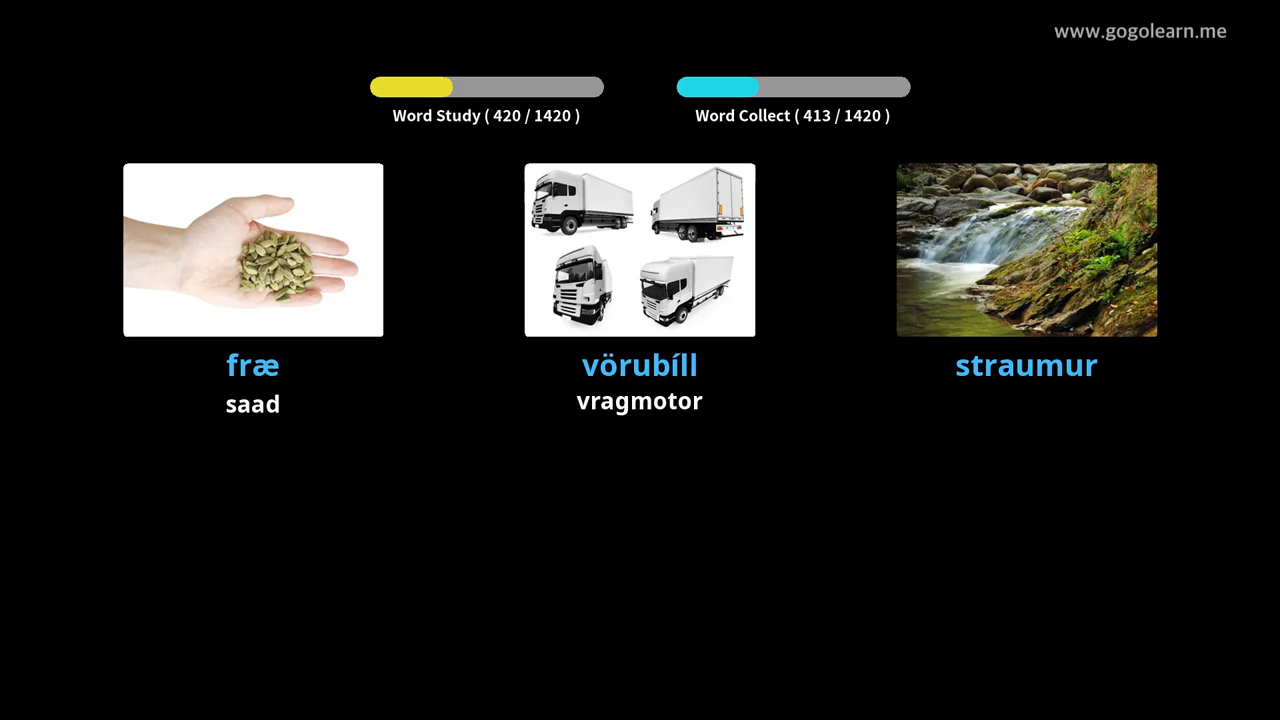 www.gogolearn.me
Word Study ( 420 / 1420 )
Word Collect ( 413 / 1420 )
fræ
saad
vörubíll
vragmotor
straumur